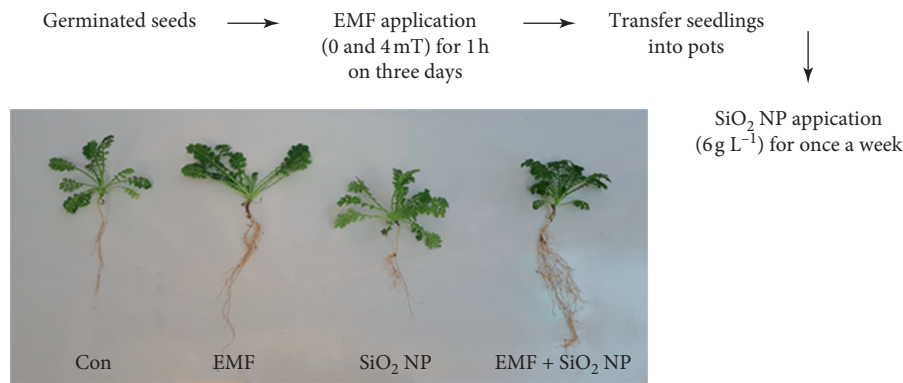 Germinated seeds
EMF application
(0 and 4 mT) for 1 h
on three days
Transfer seedlings
into pots
SiO₂ NP appication
(6 g L⁻¹) for once a week
Con
EMF
SiO₂ NP
EMF + SiO₂ NP